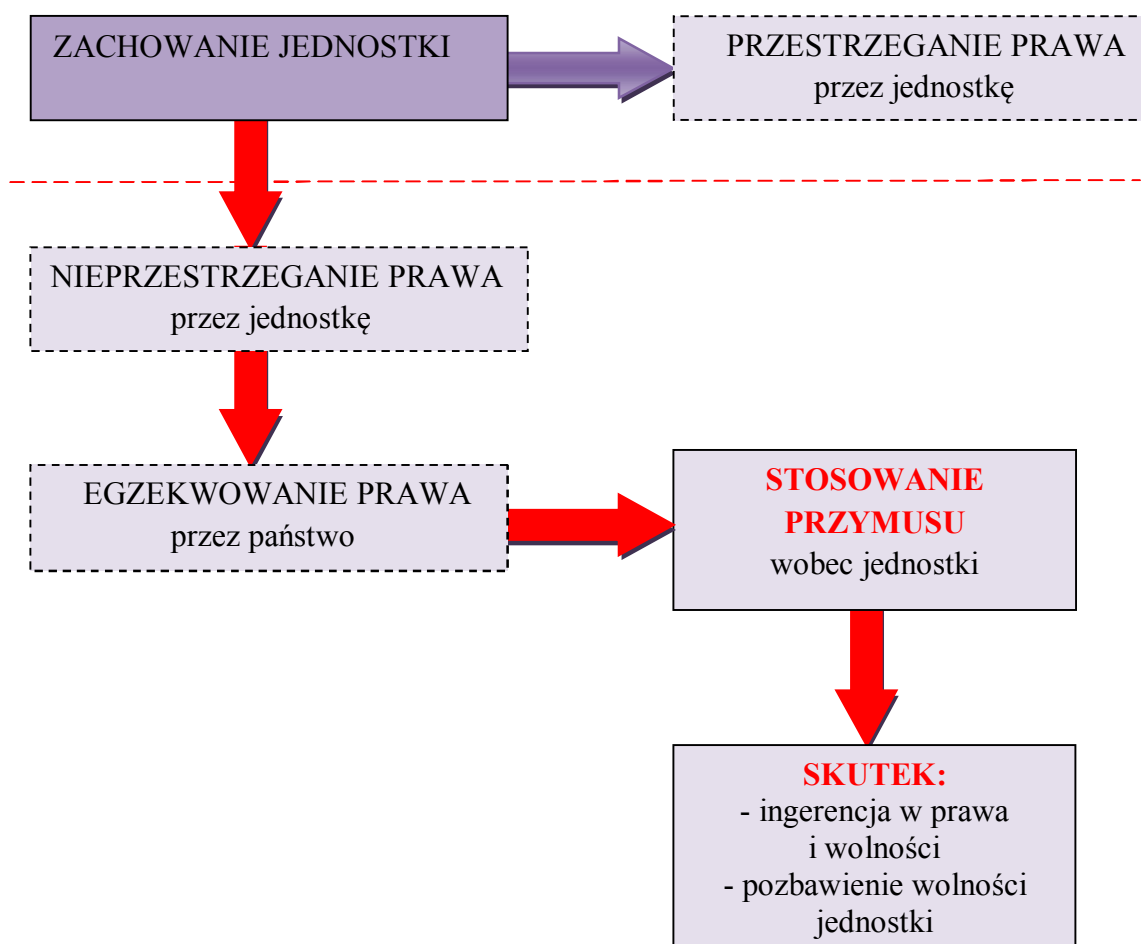 ZACHOWANIE JEDNOSTKI
PRZESTRZEGANIE PRAWA
przez jednostkę
NIEPRZESTRZEGANIE PRAWA
przez jednostkę
EGZEKWOWANIE PRAWA
przez państwo
STOSOWANIE
PRZYMUSU
wobec jednostki
SKUTEK:
- ingerencja w prawa
i wolności
- pozbawienie wolności
jednostki